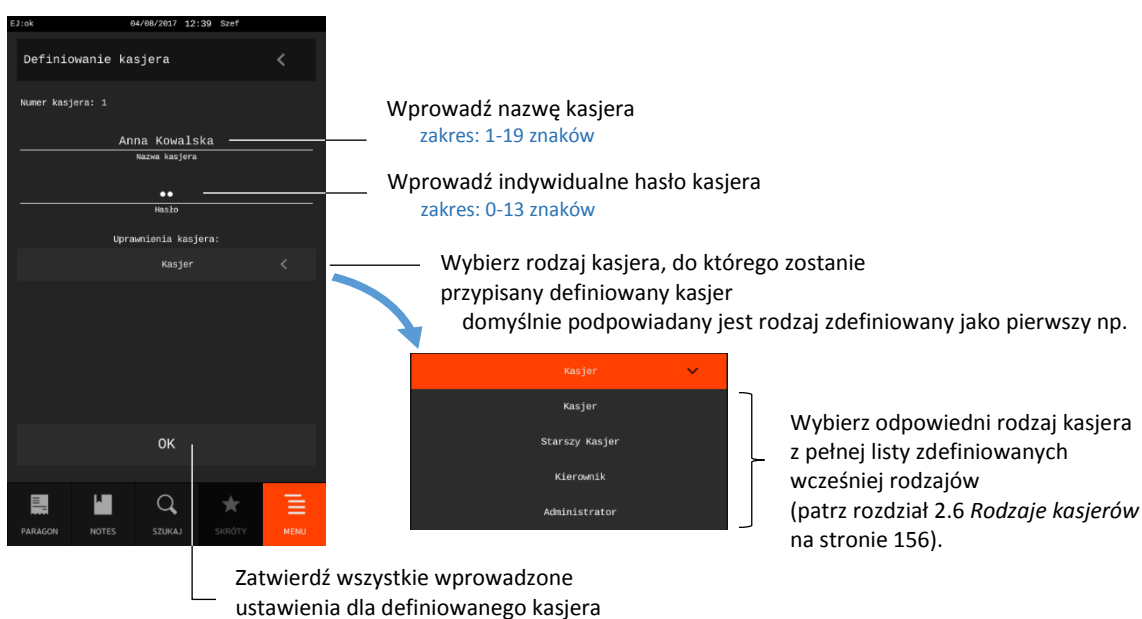 EJ:ok 04/08/2017 12:39 Szef
Definiowanie kasjera
Numer kasjera: 1
Anna Kowalska
Nazwa kasjera
Hasło
Uprawnienia kasjera:
Kasjer
OK
PARAGON NOTES SZUKAJ SKRÓTY MENU
Wprowadź nazwę kasjera
zakres: 1-19 znaków
Wprowadź indywidualne hasło kasjera
zakres: 0-13 znaków
Wybierz rodzaj kasjera, do którego zostanie
przypisany definiowany kasjer
domyślnie podpowiadany jest rodzaj zdefiniowany jako pierwszy np.
Kasjer
Kasjer
Starszy Kasjer
Kierownik
Administrator
Wybierz odpowiedni rodzaj kasjera
z pełnej listy zdefiniowanych
wcześniej rodzajów
(patrz rozdział 2.6 Rodzaje kasjerów
na stronie 156).
Zatwierdź wszystkie wprowadzone
ustawienia dla definiowanego kasjera